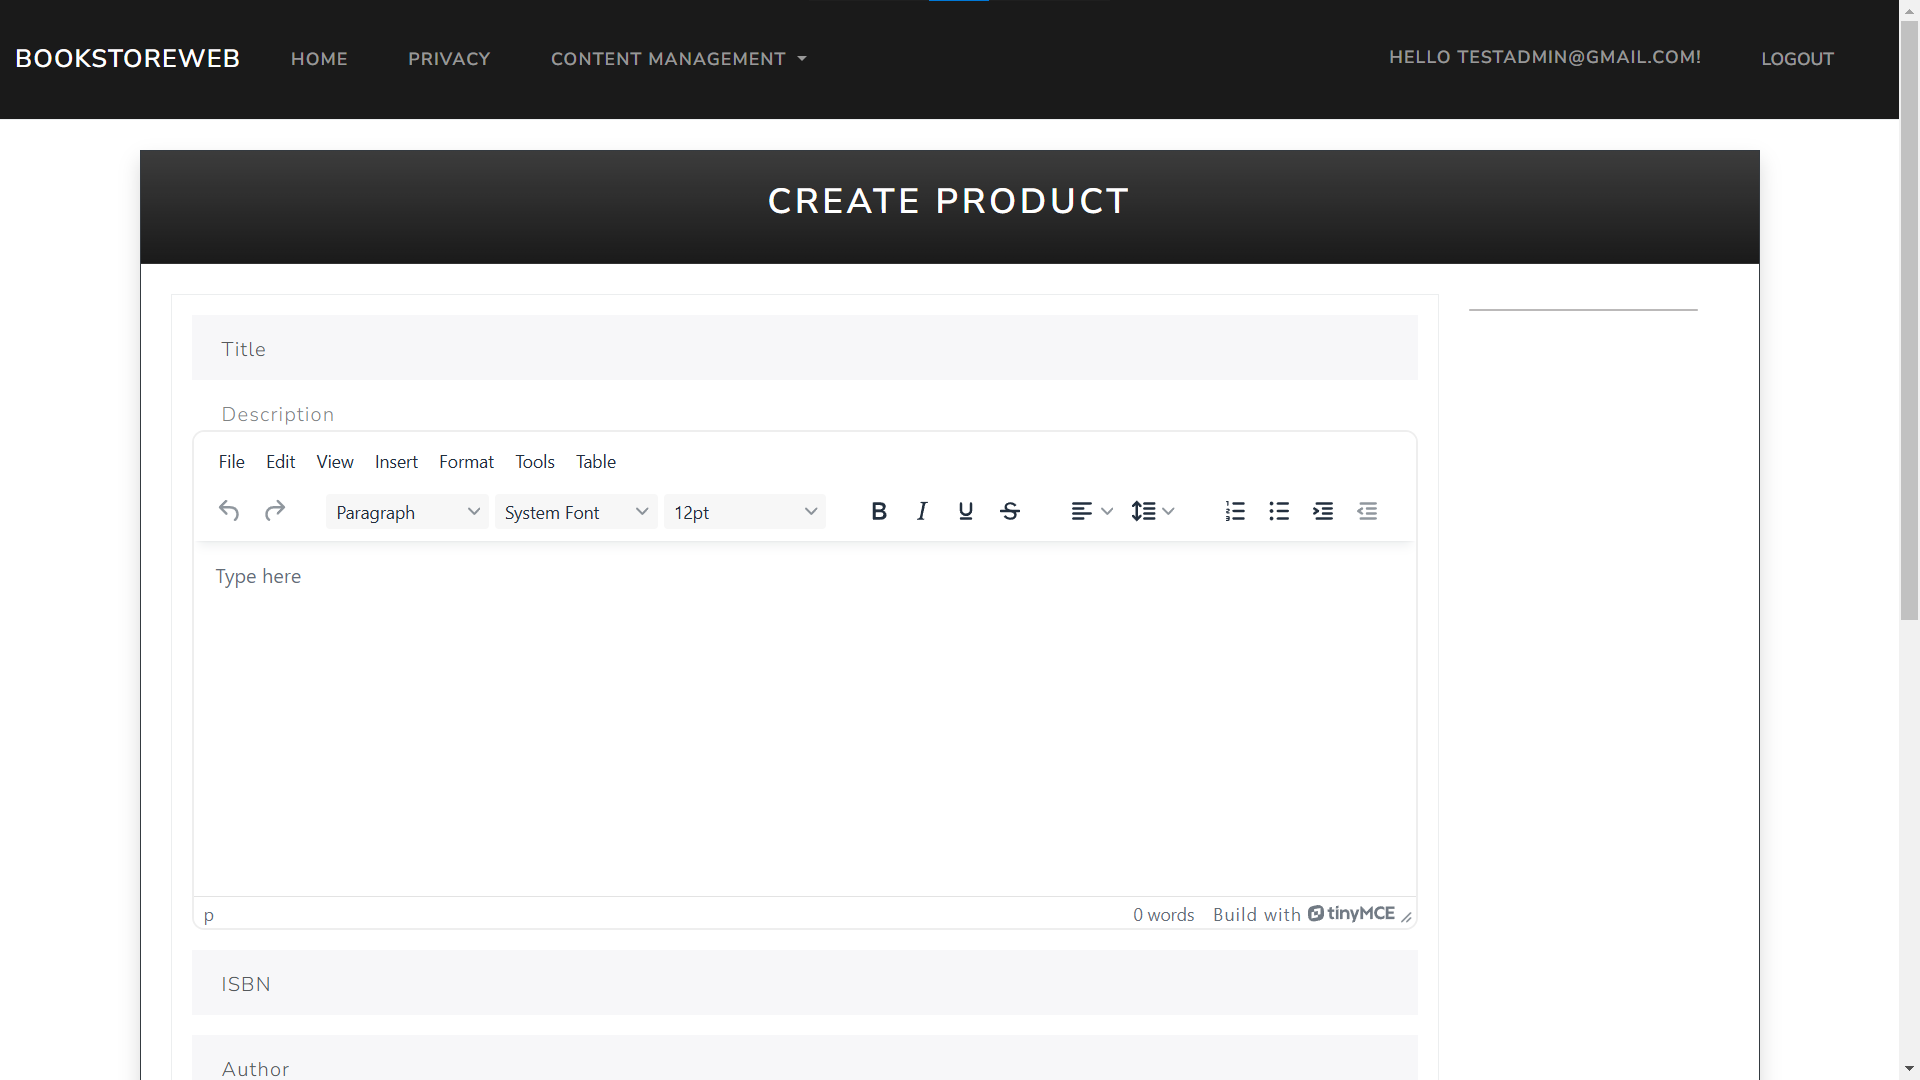 BOOKSTOREWEB HOME PRIVACY CONTENT MANAGEMENT HELLO TESTADMIN@GMAIL.COM! LOGOUT
CREATE PRODUCT
Title
Description
File Edit View Insert Format Tools Table
Paragraph System Font 12pt B I U S
Type here
p 0 words Build with tinyMCE
ISBN
Author